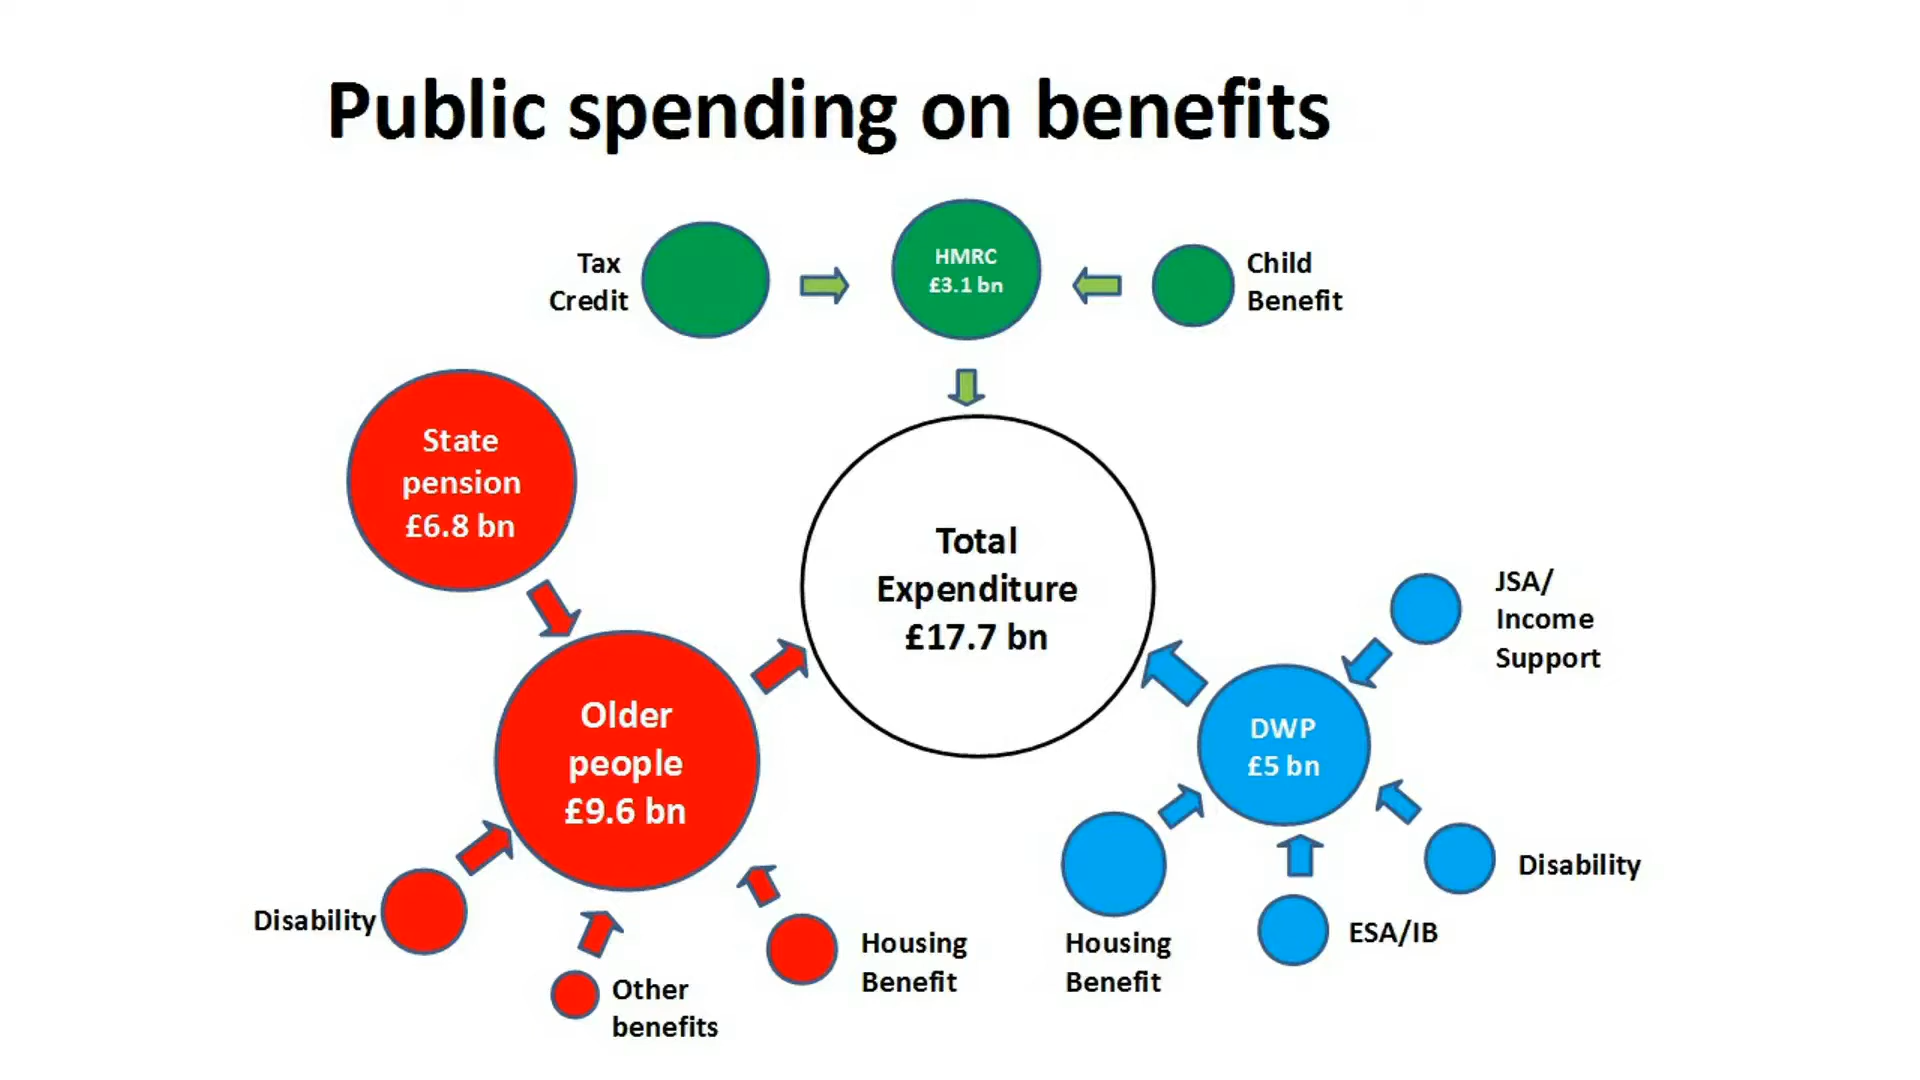 Public spending on benefits
Tax
Credit
HMRC
£3.1 bn
Child
Benefit
State
pension
£6.8 bn
Total
Expenditure
£17.7 bn
JSA/
Income
Support
Older
people
£9.6 bn
DWP
£5 bn
Disability
Other
benefits
Housing
Benefit
Housing
Benefit
ESA/IB
Disability